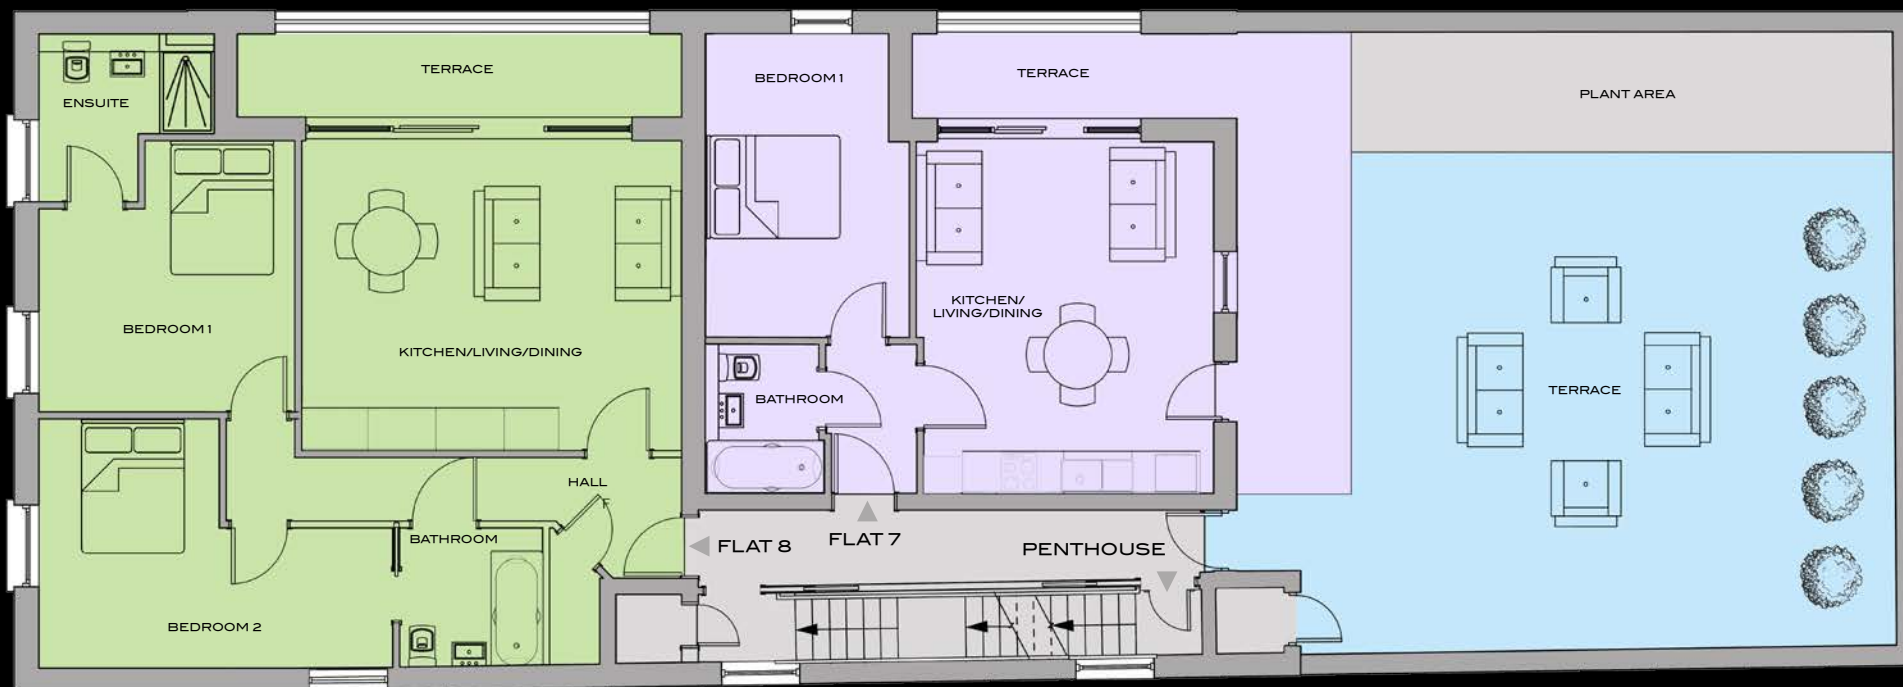 TERRACE
ENSUITE
BEDROOM 1
KITCHEN/LIVING/DINING
HALL
BATHROOM
BEDROOM 2
BEDROOM 1
TERRACE
KITCHEN/
LIVING/DINING
BATHROOM
FLAT 8
FLAT 7
PENTHOUSE
PLANT AREA
TERRACE